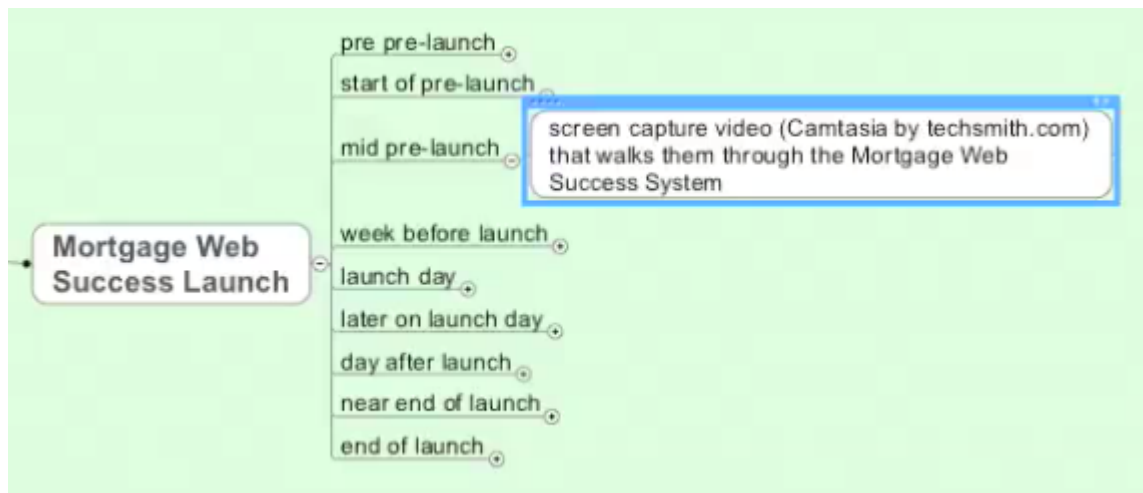 pre pre-launch
start of pre-launch
mid pre-launch
screen capture video (Camtasia by techsmith.com)
that walks them through the Mortgage Web
Success System
Mortgage Web
Success Launch
week before launch
launch day
later on launch day
day after launch
near end of launch
end of launch